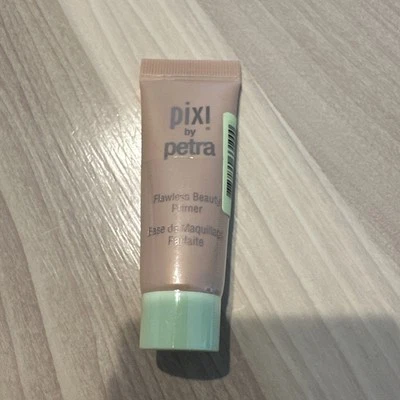 pixi
by
petra
Flawless Beauty
Primer
Base de Maquillage
Parfaite